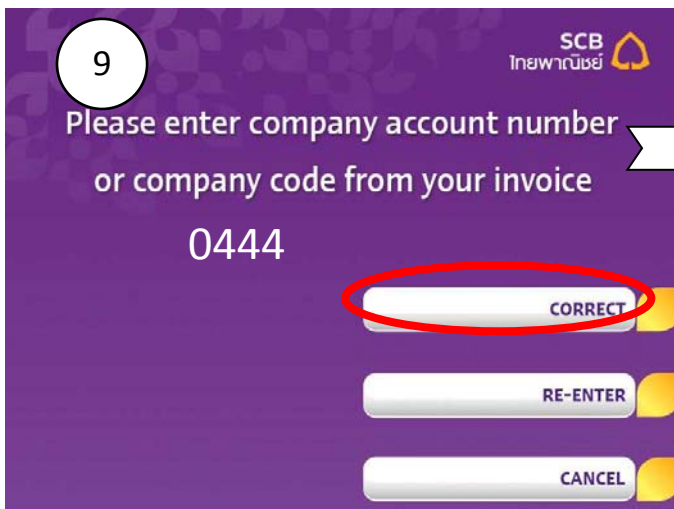 9
SCB
ไทยพาณิชย์
Please enter company account number
or company code from your invoice
0444
CORRECT
RE-ENTER
CANCEL